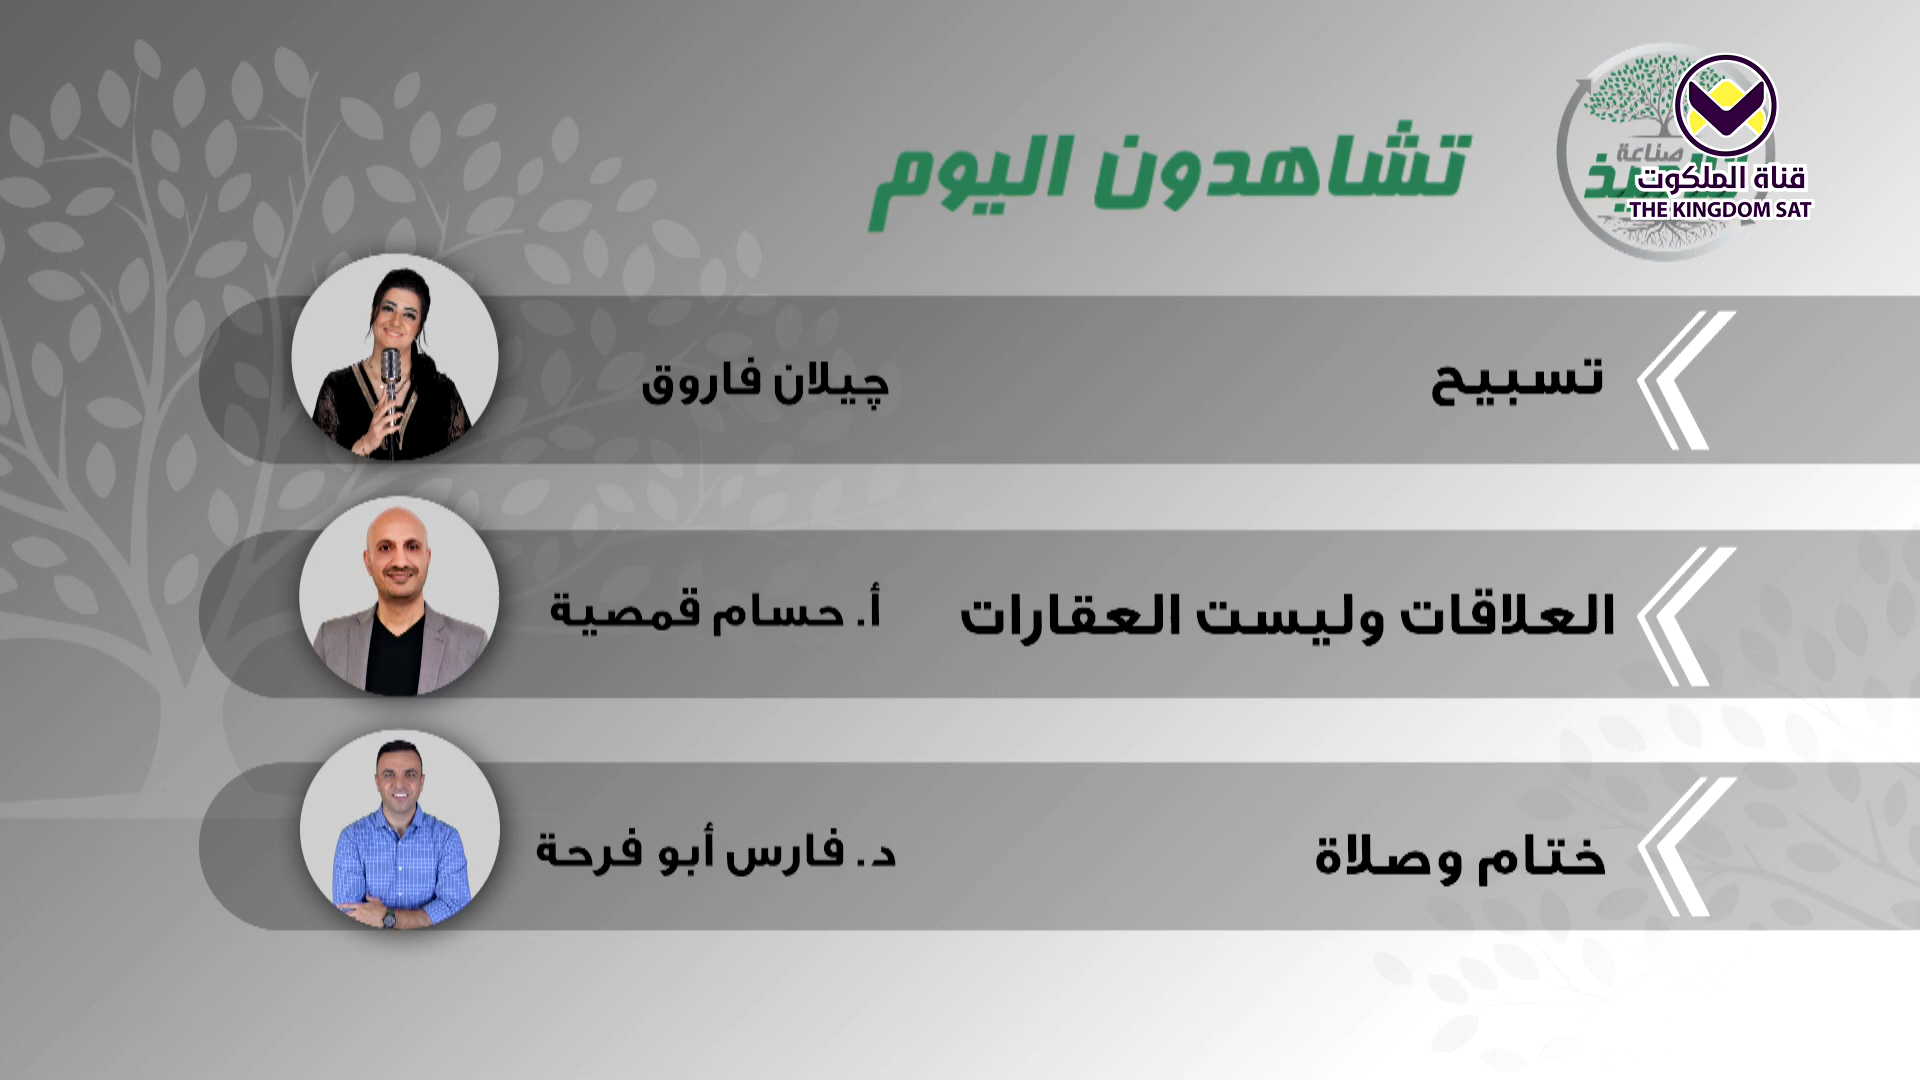 صناعة
قناة الملكوت
THE KINGDOM SAT
تشاهدون اليوم
تسبيح
چيلان فاروق
العلاقات وليست العقارات
أ. حسام قمصية
ختام وصلاة
د. فارس أبو فرحة